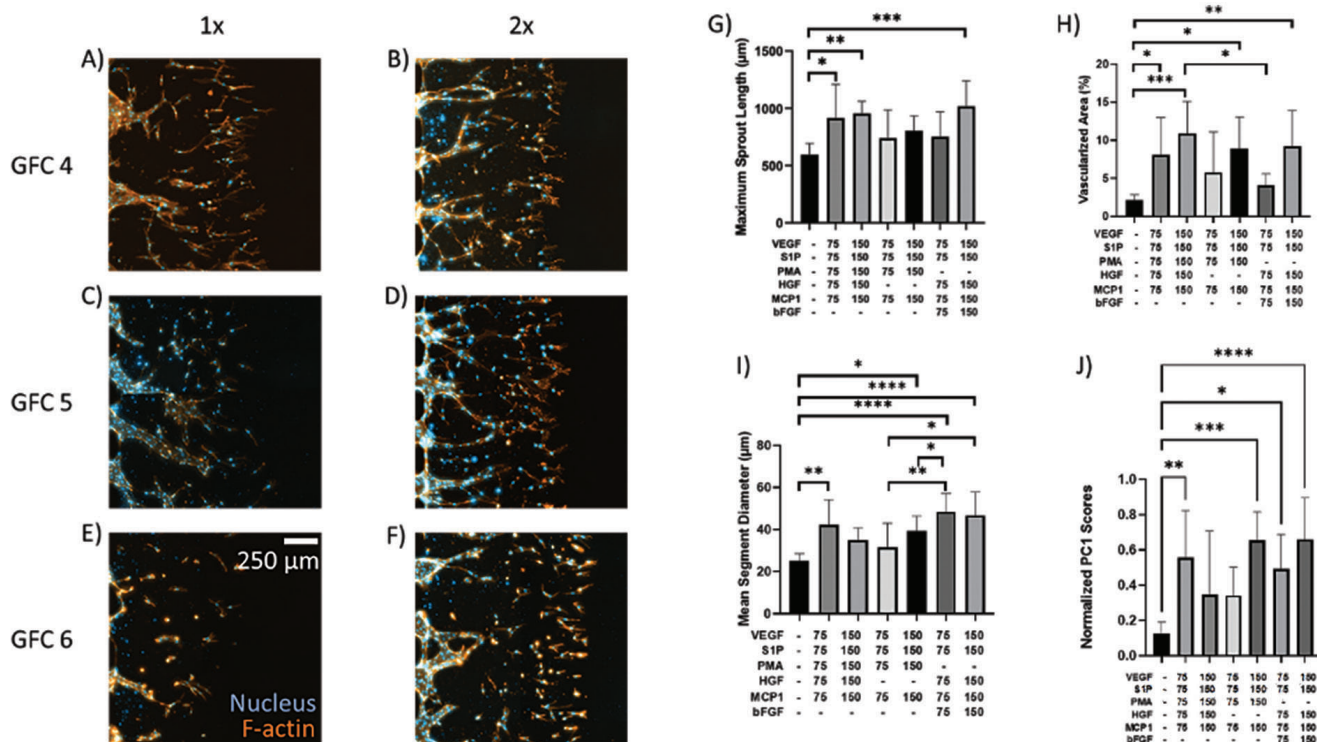 1x
2x
A)
B)
GFC 4
C)
D)
GFC 5
E)
F)
GFC 6
250 µm
Nucleus
F-actin
G)
***
**
*
Maximum Sprout Length (µm)
1500
1000
500
0
VEGF - 75 150 75 150 75 150
S1P - 75 150 75 150 75 150
PMA - 75 150 75 150 - -
HGF - 75 150 - - 75 150
MCP1 - 75 150 75 150 75 150
bFGF - - - - - 75 150
H)
**
*
* *
***
Vascularized Area (%)
20
15
10
5
0
VEGF - 75 150 75 150 75 150
S1P - 75 150 75 150 75 150
PMA - 75 150 75 150 - -
HGF - 75 150 - - 75 150
MCP1 - 75 150 75 150 75 150
bFGF - - - - - 75 150
I)
*
****
****
*
*
** **
Mean Segment Diameter (µm)
80
60
40
20
0
VEGF - 75 150 75 150 75 150
S1P - 75 150 75 150 75 150
PMA - 75 150 75 150 - -
HGF - 75 150 - - 75 150
MCP1 - 75 150 75 150 75 150
bFGF - - - - - 75 150
J)
****
*
***
**
Normalized PC1 Scores
1.0
0.8
0.6
0.4
0.2
0.0
VEGF - 75 150 75 150 75 150
S1P - 75 150 75 150 75 150
PMA - 75 150 75 150 - -
HGF - 75 150 - - 75 150
MCP1 - 75 150 75 150 75 150
bFGF - - - - - 75 150